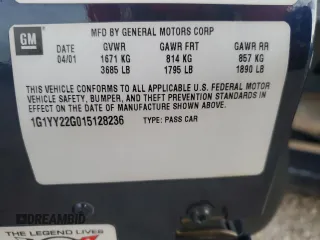 GM
MFD BY GENERAL MOTORS CORP
DATE GVWR GAWR FRT GAWR RR
04/01 1671 KG 814 KG 857 KG
3685 LB 1795 LB 1890 LB
THIS VEHICLE CONFORMS TO ALL APPLICABLE U.S. FEDERAL MOTOR
VEHICLE SAFETY, BUMPER, AND THEFT PREVENTION STANDARDS
IN EFFECT ON THE DATE OF MANUFACTURE SHOWN ABOVE.
1G1YY22G015128236 TYPE: PASS CAR
DREAMBID
THE LEGEND LIVES